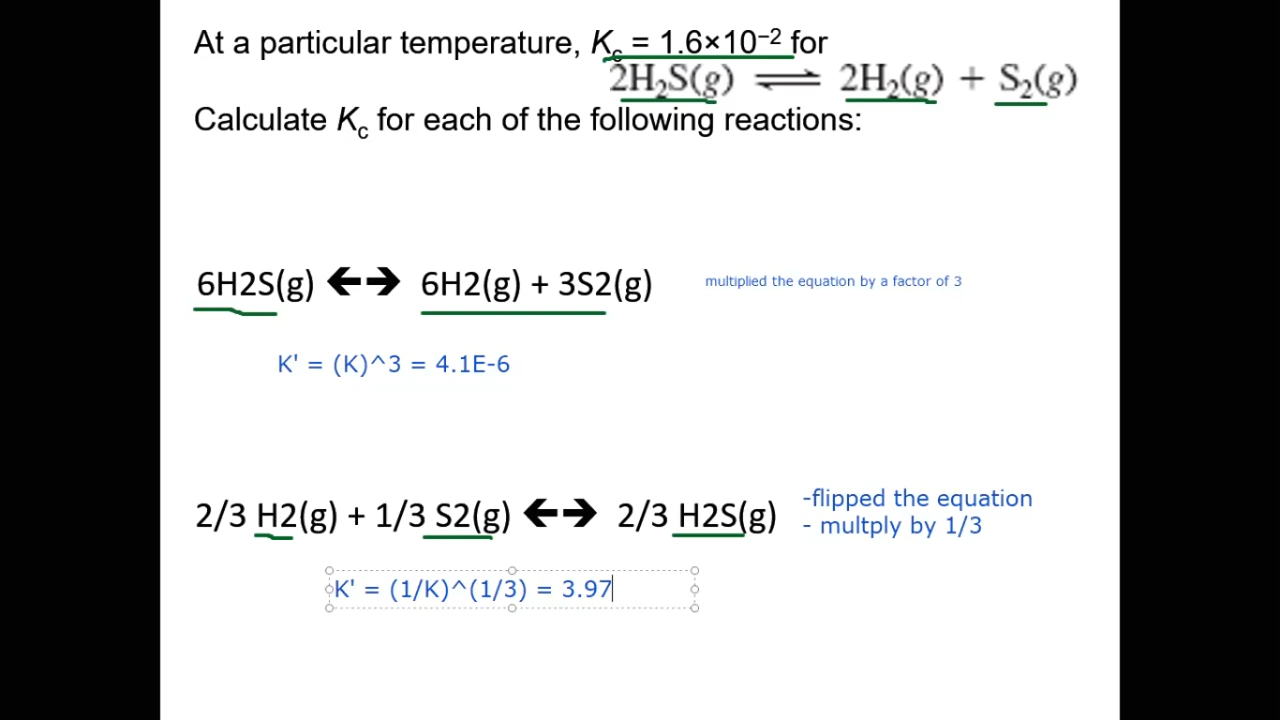 At a particular temperature, K_c = 1.6×10⁻² for
2H₂S(g) ⇌ 2H₂(g) + S₂(g)
Calculate K_c for each of the following reactions:
6H2S(g) 🡰🡲 6H2(g) + 3S2(g)
multiplied the equation by a factor of 3
K' = (K)^3 = 4.1E-6
2/3 H2(g) + 1/3 S2(g) 🡰🡲 2/3 H2S(g)
-flipped the equation
- multply by 1/3
K' = (1/K)^(1/3) = 3.97